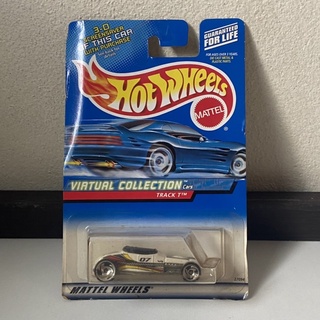 3-D
SCREENSAVER
OF THIS CAR
WITH PURCHASE
GUARANTEED
FOR LIFE
HOT WHEELS
MATTEL
VIRTUAL COLLECTION Cars
TRACK T™
07
MATTEL WHEELS